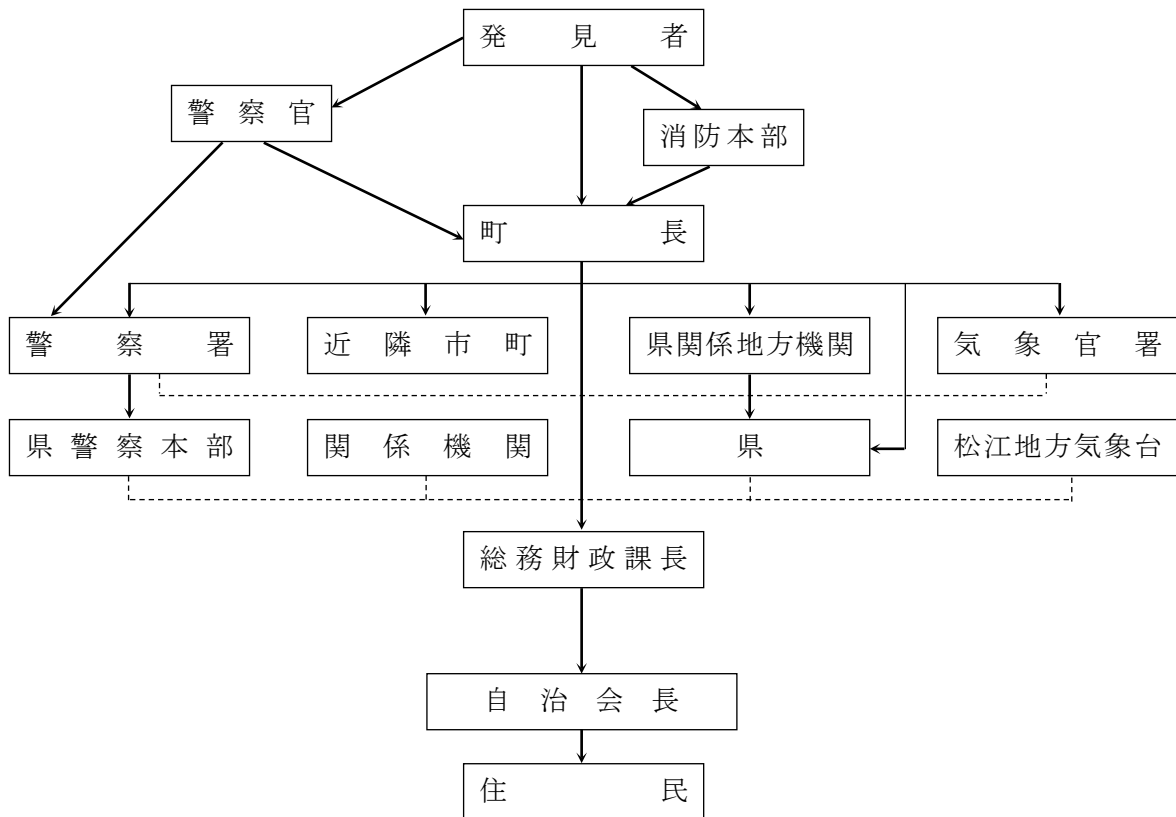 発見者
警察官
消防本部
町長
警察署
近隣市町
県関係地方機関
気象官署
県警察本部
関係機関
県
松江地方気象台
総務財政課長
自治会長
住民